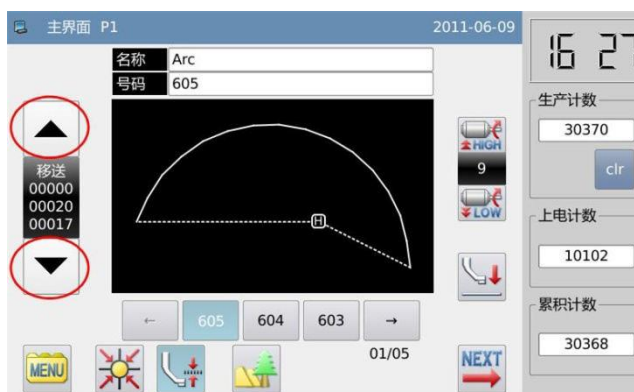 主界面 P1
2011-06-09
16 27
名称 Arc
号码 605
移送
00000
00020
00017
HIGH
9
LOW
H
生产计数
30370
clr
上电计数
10102
累积计数
30368
← 605 604 603 →
01/05
MENU
NEXT